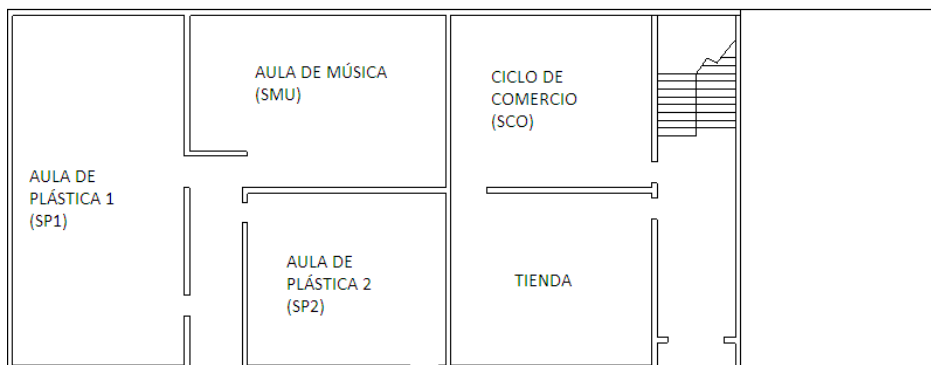 AULA DE MÚSICA
(SMU)
CICLO DE
COMERCIO
(SCO)
AULA DE
PLÁSTICA 1
(SP1)
AULA DE
PLÁSTICA 2
(SP2)
TIENDA